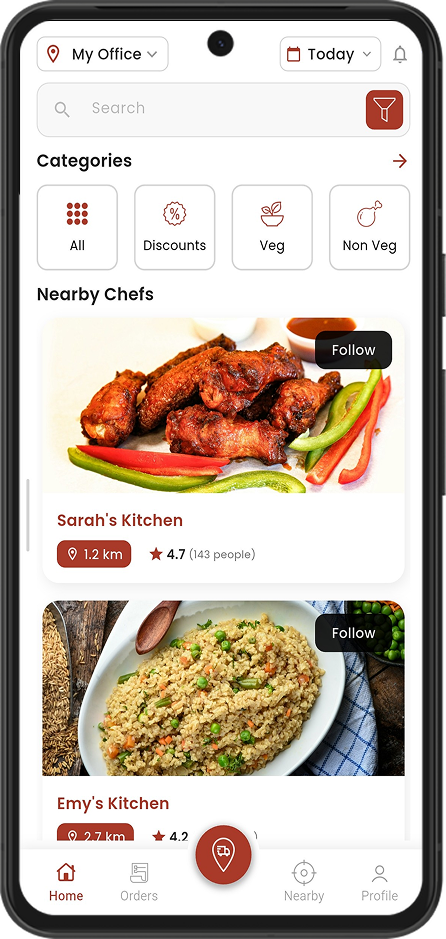 My Office Today
Search
Categories
All Discounts Veg Non Veg
Nearby Chefs
Follow
Sarah's Kitchen
1.2 km 4.7 (143 people)
Follow
Emy's Kitchen
2.7 km 4.2
Home Orders Nearby Profile